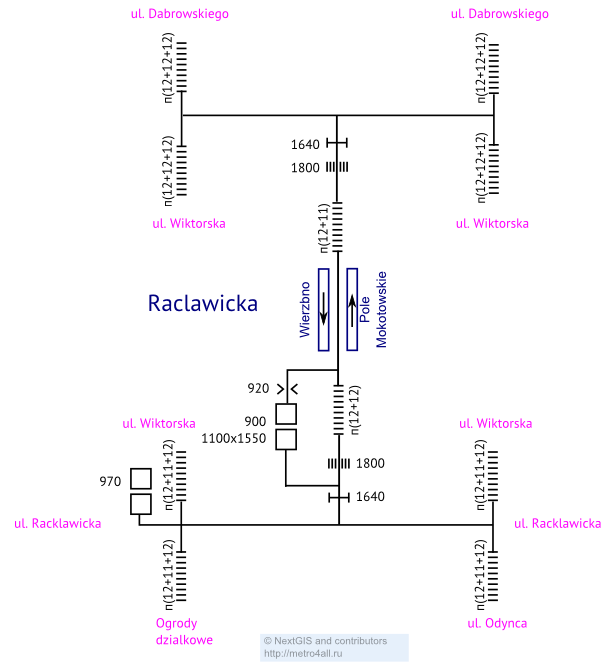 ul. Dabrowskiego
ul. Dabrowskiego
п(12+12+12)
п(12+12+12)
1640
п(12+12+12)
п(12+12+12)
1800
ul. Wiktorska
ul. Wiktorska
п(12+11)
Raclawicka
Wierzbno
Pole
Mokotowskie
920
п(12+12)
900
1100x1550
ul. Wiktorska
ul. Wiktorska
970
п(12+11+12)
1800
п(12+11+12)
1640
ul. Racklawicka
ul. Racklawicka
п(12+11+12)
п(12+11+12)
Ogrody
dzialkowe
ul. Odynca
© NextGIS and contributors
http://metro4all.ru